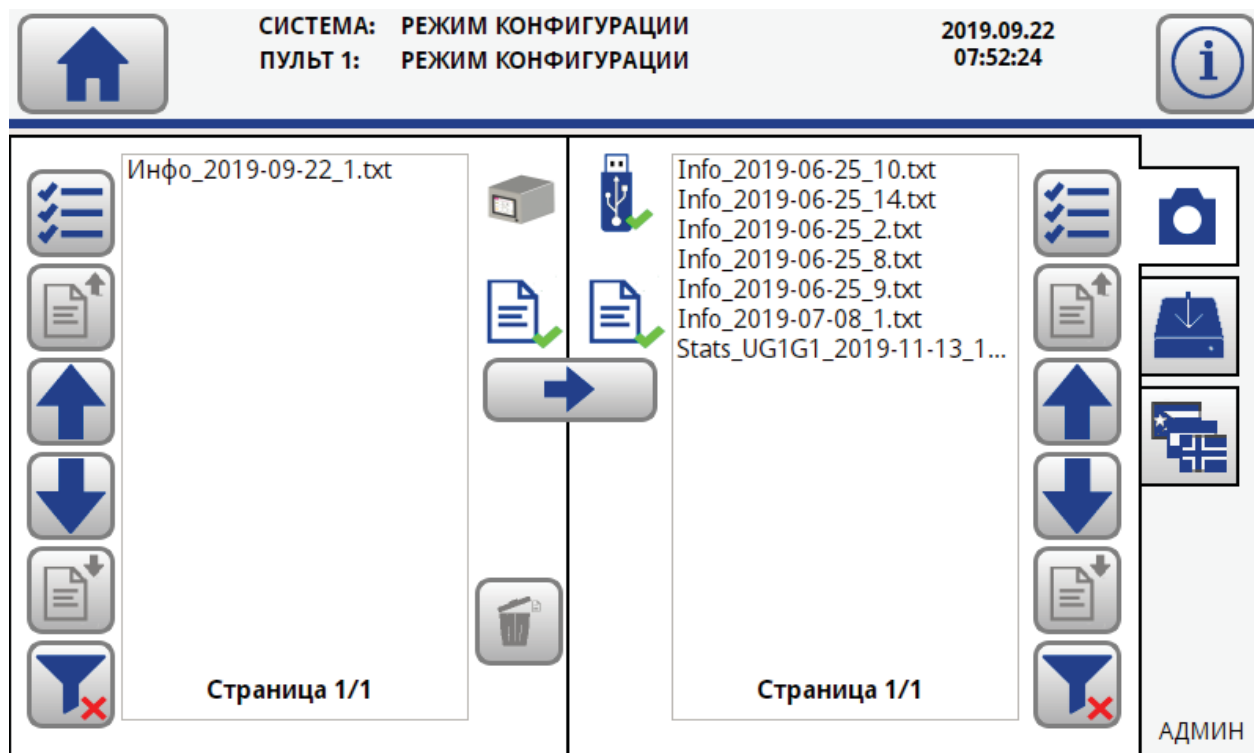 СИСТЕМА: РЕЖИМ КОНФИГУРАЦИИ
ПУЛЬТ 1: РЕЖИМ КОНФИГУРАЦИИ
2019.09.22
07:52:24
Инфо_2019-09-22_1.txt
Страница 1/1
Info_2019-06-25_10.txt
Info_2019-06-25_14.txt
Info_2019-06-25_2.txt
Info_2019-06-25_8.txt
Info_2019-06-25_9.txt
Info_2019-07-08_1.txt
Stats_UG1G1_2019-11-13_1...
Страница 1/1
АДМИН